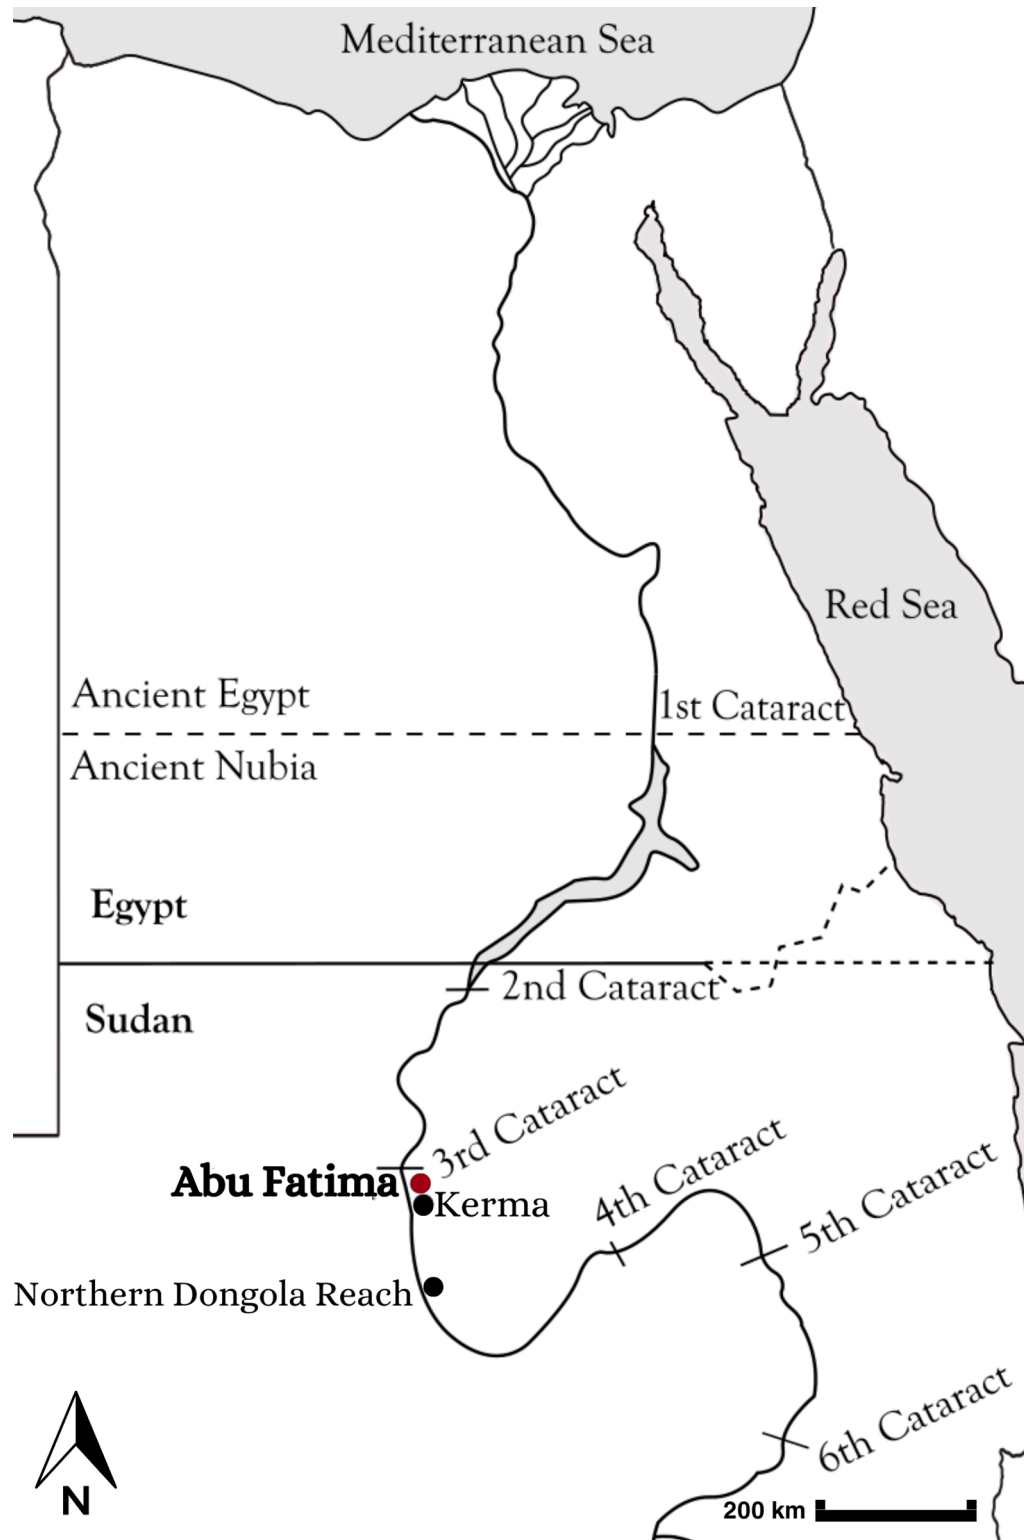 Mediterranean Sea
Red Sea
Ancient Egypt
1st Cataract
Ancient Nubia
Egypt
2nd Cataract
Sudan
3rd Cataract
Abu Fatima
Kerma
4th Cataract
5th Cataract
Northern Dongola Reach
6th Cataract
N
200 km